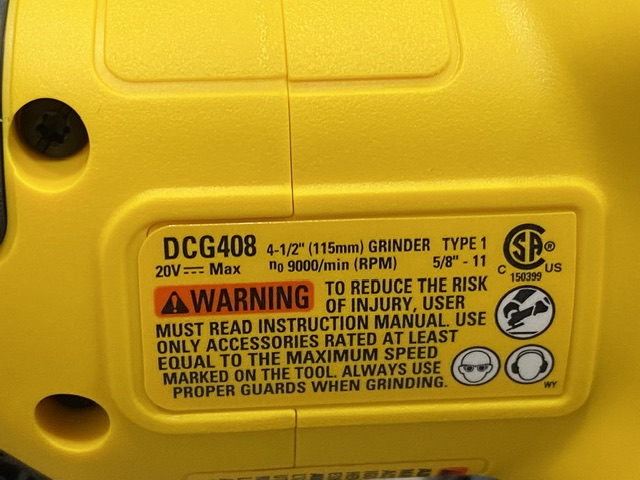 DCG408 4-1/2" (115mm) GRINDER TYPE 1
20V⎓ Max n₀ 9000/min (RPM) 5/8" - 11
SA®
C US
150399
WARNING TO REDUCE THE RISK
OF INJURY, USER
MUST READ INSTRUCTION MANUAL. USE
ONLY ACCESSORIES RATED AT LEAST
EQUAL TO THE MAXIMUM SPEED
MARKED ON THE TOOL. ALWAYS USE
PROPER GUARDS WHEN GRINDING.
WY